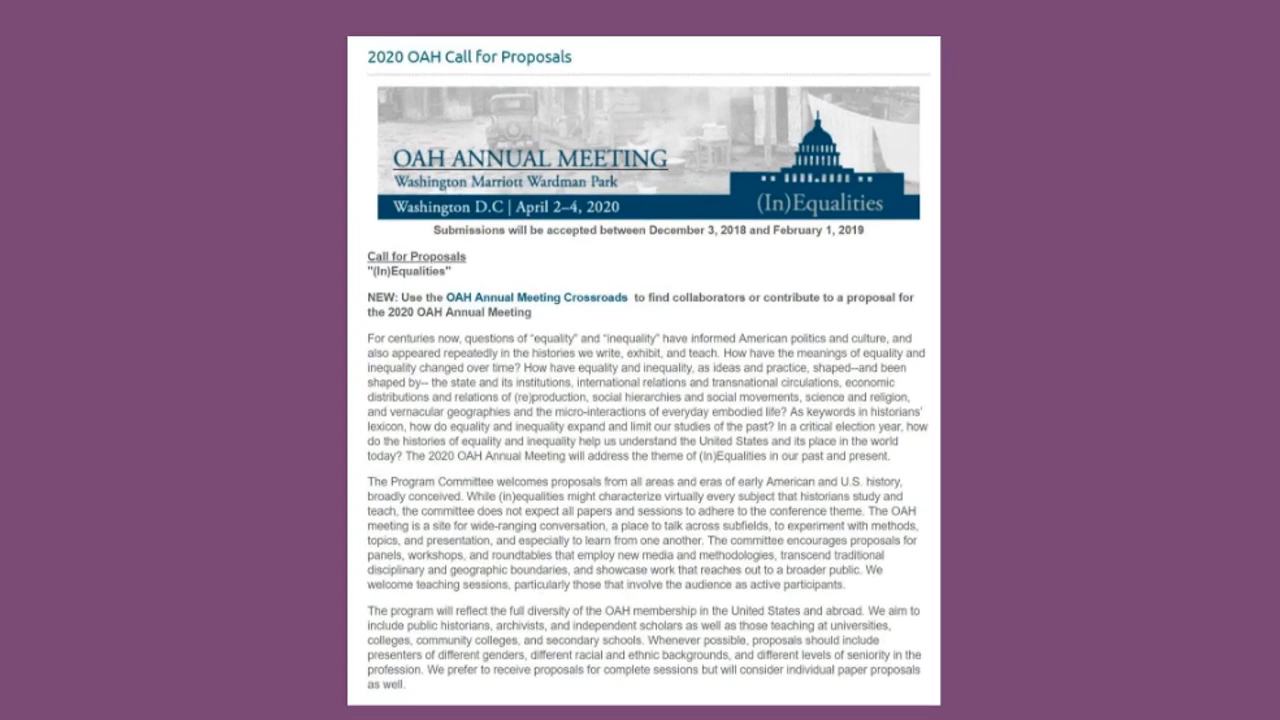 2020 OAH Call for Proposals
OAH ANNUAL MEETING
Washington Marriott Wardman Park
Washington D.C | April 2–4, 2020
(In)Equalities
Submissions will be accepted between December 3, 2018 and February 1, 2019
Call for Proposals
"(In)Equalities"
NEW: Use the OAH Annual Meeting Crossroads to find collaborators or contribute to a proposal for
the 2020 OAH Annual Meeting
For centuries now, questions of "equality" and "inequality" have informed American politics and culture, and
also appeared repeatedly in the histories we write, exhibit, and teach. How have the meanings of equality and
inequality changed over time? How have equality and inequality, as ideas and practice, shaped--and been
shaped by-- the state and its institutions, international relations and transnational circulations, economic
distributions and relations of (re)production, social hierarchies and social movements, science and religion,
and vernacular geographies and the micro-interactions of everyday embodied life? As keywords in historians'
lexicon, how do equality and inequality expand and limit our studies of the past? In a critical election year, how
do the histories of equality and inequality help us understand the United States and its place in the world
today? The 2020 OAH Annual Meeting will address the theme of (In)Equalities in our past and present.
The Program Committee welcomes proposals from all areas and eras of early American and U.S. history,
broadly conceived. While (in)equalities might characterize virtually every subject that historians study and
teach, the committee does not expect all papers and sessions to adhere to the conference theme. The OAH
meeting is a site for wide-ranging conversation, a place to talk across subfields, to experiment with methods,
topics, and presentation, and especially to learn from one another. The committee encourages proposals for
panels, workshops, and roundtables that employ new media and methodologies, transcend traditional
disciplinary and geographic boundaries, and showcase work that reaches out to a broader public. We
welcome teaching sessions, particularly those that involve the audience as active participants.
The program will reflect the full diversity of the OAH membership in the United States and abroad. We aim to
include public historians, archivists, and independent scholars as well as those teaching at universities,
colleges, community colleges, and secondary schools. Whenever possible, proposals should include
presenters of different genders, different racial and ethnic backgrounds, and different levels of seniority in the
profession. We prefer to receive proposals for complete sessions but will consider individual paper proposals
as well.